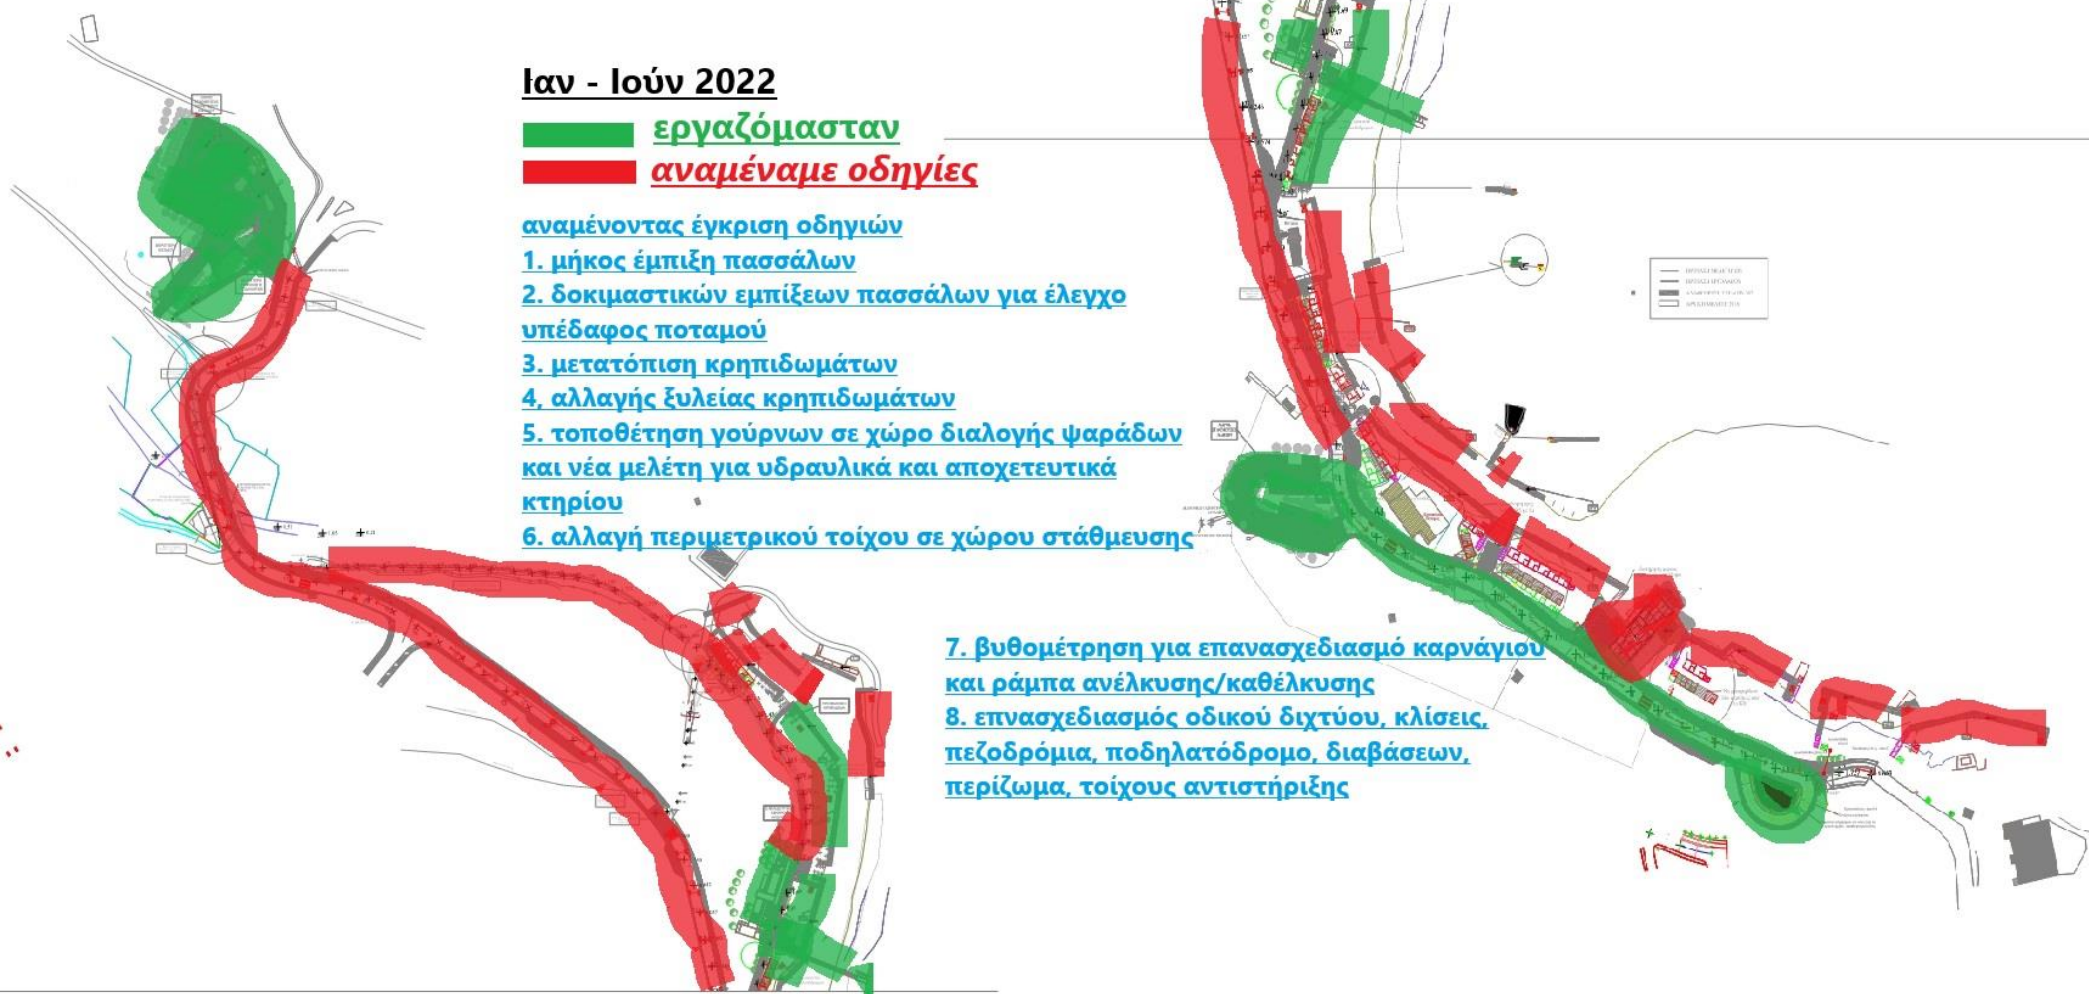 Ιαν - Ιούν 2022
εργαζόμασταν
αναμέναμε οδηγίες
αναμένοντας έγκριση οδηγιών
1. μήκος έμπιξη πασσάλων
2. δοκιμαστικών εμπίξεων πασσάλων για έλεγχο
υπέδαφος ποταμού
3. μετατόπιση κρηπιδωμάτων
4, αλλαγής ξυλείας κρηπιδωμάτων
5. τοποθέτηση γούρνων σε χώρο διαλογής ψαράδων
και νέα μελέτη για υδραυλικά και αποχετευτικά
κτηρίου
6. αλλαγή περιμετρικού τοίχου σε χώρου στάθμευσης
7. βυθομέτρηση για επανασχεδιασμό καρνάγιου
και ράμπα ανέλκυσης/καθέλκυσης
8. επνασχεδιασμός οδικού διχτύου, κλίσεις,
πεζοδρόμια, ποδηλατόδρομο, διαβάσεων,
περίζωμα, τοίχους αντιστήριξης